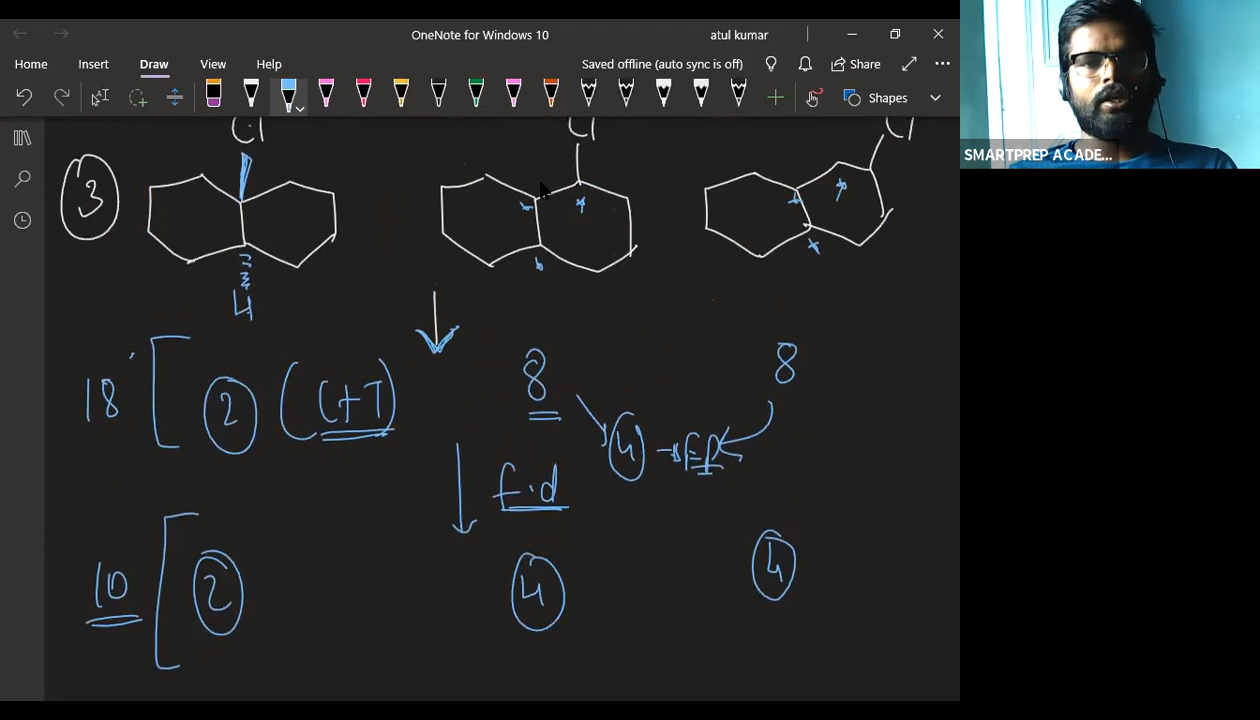 OneNote for Windows 10
atul kumar
Home Insert Draw View Help
Saved offline (auto sync is off)
Share
Shapes
SMARTPREP ACADE...
Cl Cl Cl
3
H
18 2 (C+T) 8 8
4
f.d
10 2 4 4